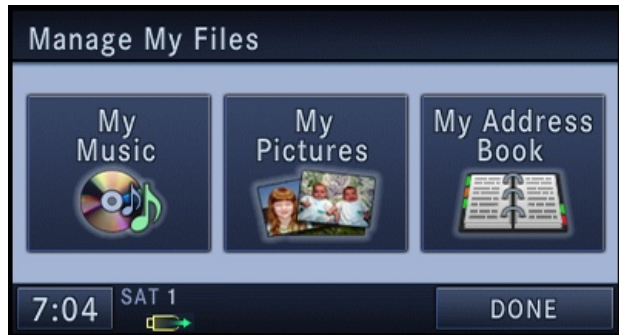 Manage My Files
My
Music
My
Pictures
My Address
Book
7:04
SAT 1
DONE